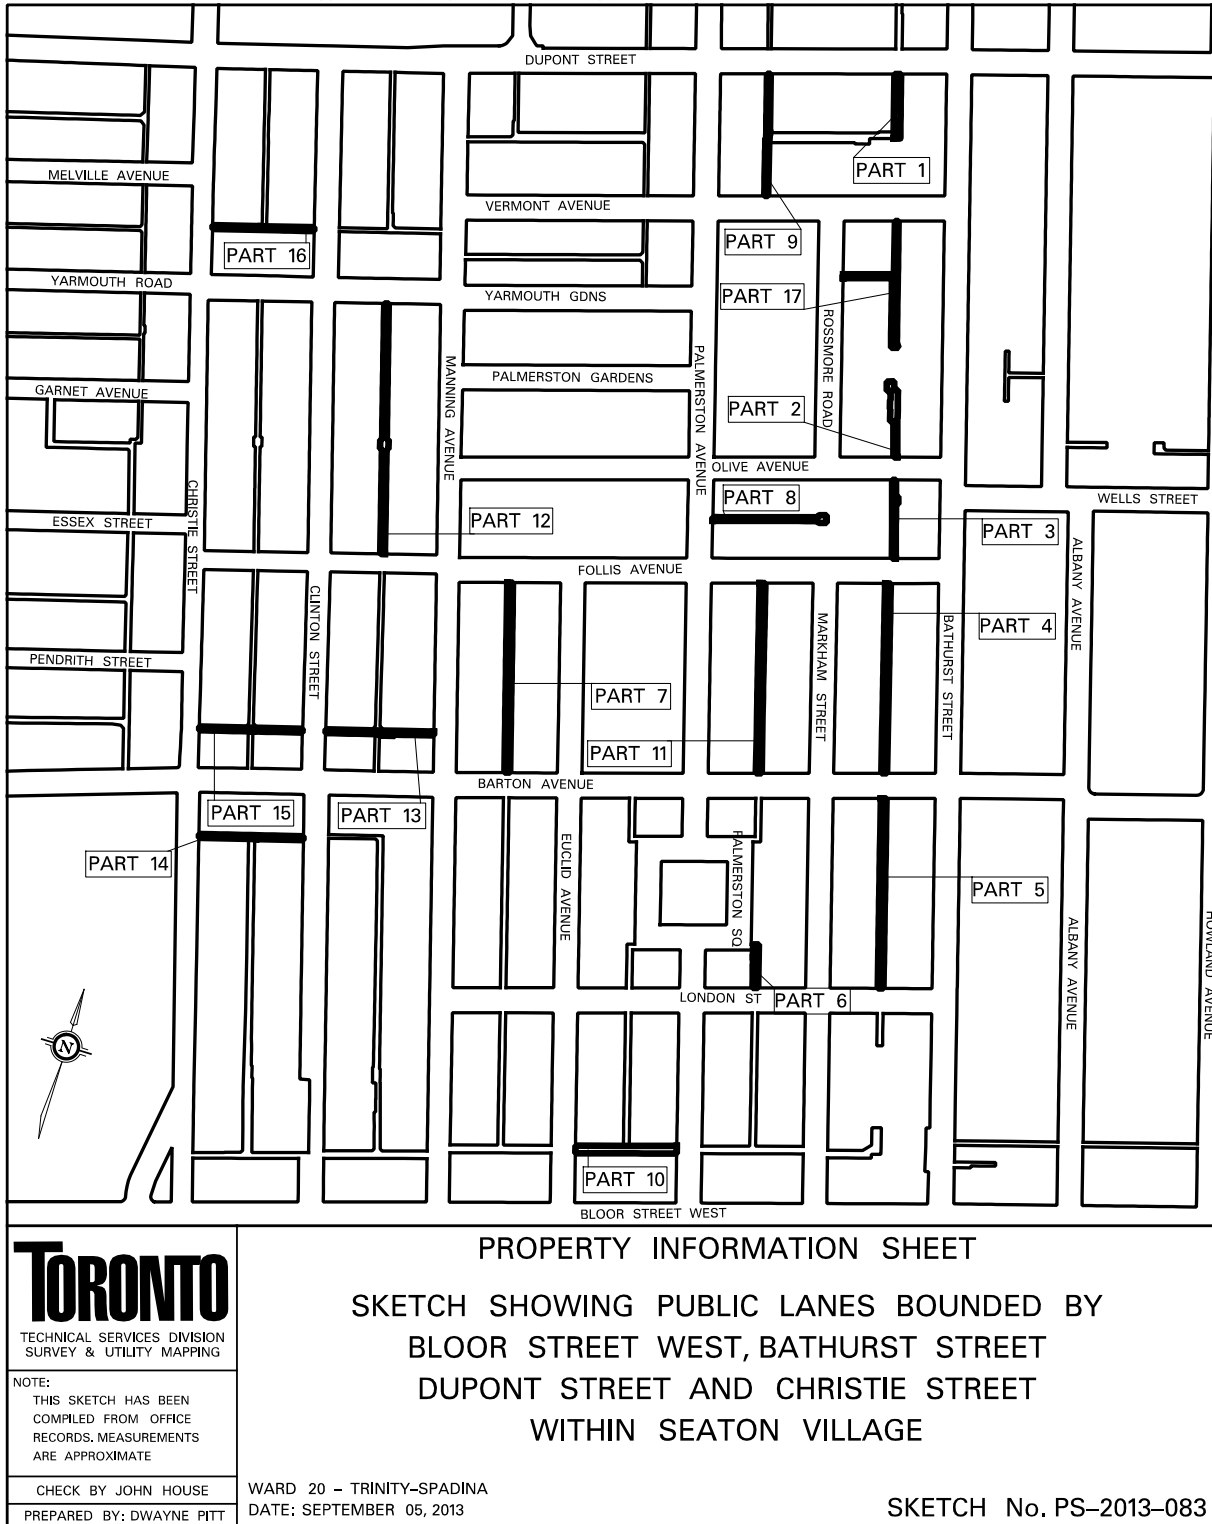 DUPONT STREET
PART 1
MELVILLE AVENUE
VERMONT AVENUE
PART 9
PART 16
YARMOUTH ROAD
YARMOUTH GDNS
PART 17
ROSSMORE ROAD
MANNING AVENUE
PALMERSTON AVENUE
PALMERSTON GARDENS
GARNET AVENUE
PART 2
OLIVE AVENUE
CHRISTIE STREET
PART 8
WELLS STREET
ESSEX STREET
PART 12
PART 3
ALBANY AVENUE
FOLLIS AVENUE
CLINTON STREET
MARKHAM STREET
BATHURST STREET
PART 4
PENDRITH STREET
PART 7
PART 11
BARTON AVENUE
PART 15
PART 13
PART 14
EUCLID AVENUE
PALMERSTON SQ
PART 5
ALBANY AVENUE
HOWLAND AVENUE
LONDON ST
PART 6
N
PART 10
BLOOR STREET WEST
TORONTO
TECHNICAL SERVICES DIVISION
SURVEY & UTILITY MAPPING
NOTE:
THIS SKETCH HAS BEEN
COMPILED FROM OFFICE
RECORDS. MEASUREMENTS
ARE APPROXIMATE
CHECK BY JOHN HOUSE
PREPARED BY: DWAYNE PITT
PROPERTY INFORMATION SHEET
SKETCH SHOWING PUBLIC LANES BOUNDED BY
BLOOR STREET WEST, BATHURST STREET
DUPONT STREET AND CHRISTIE STREET
WITHIN SEATON VILLAGE
WARD 20 – TRINITY–SPADINA
DATE: SEPTEMBER 05, 2013
SKETCH No. PS–2013–083